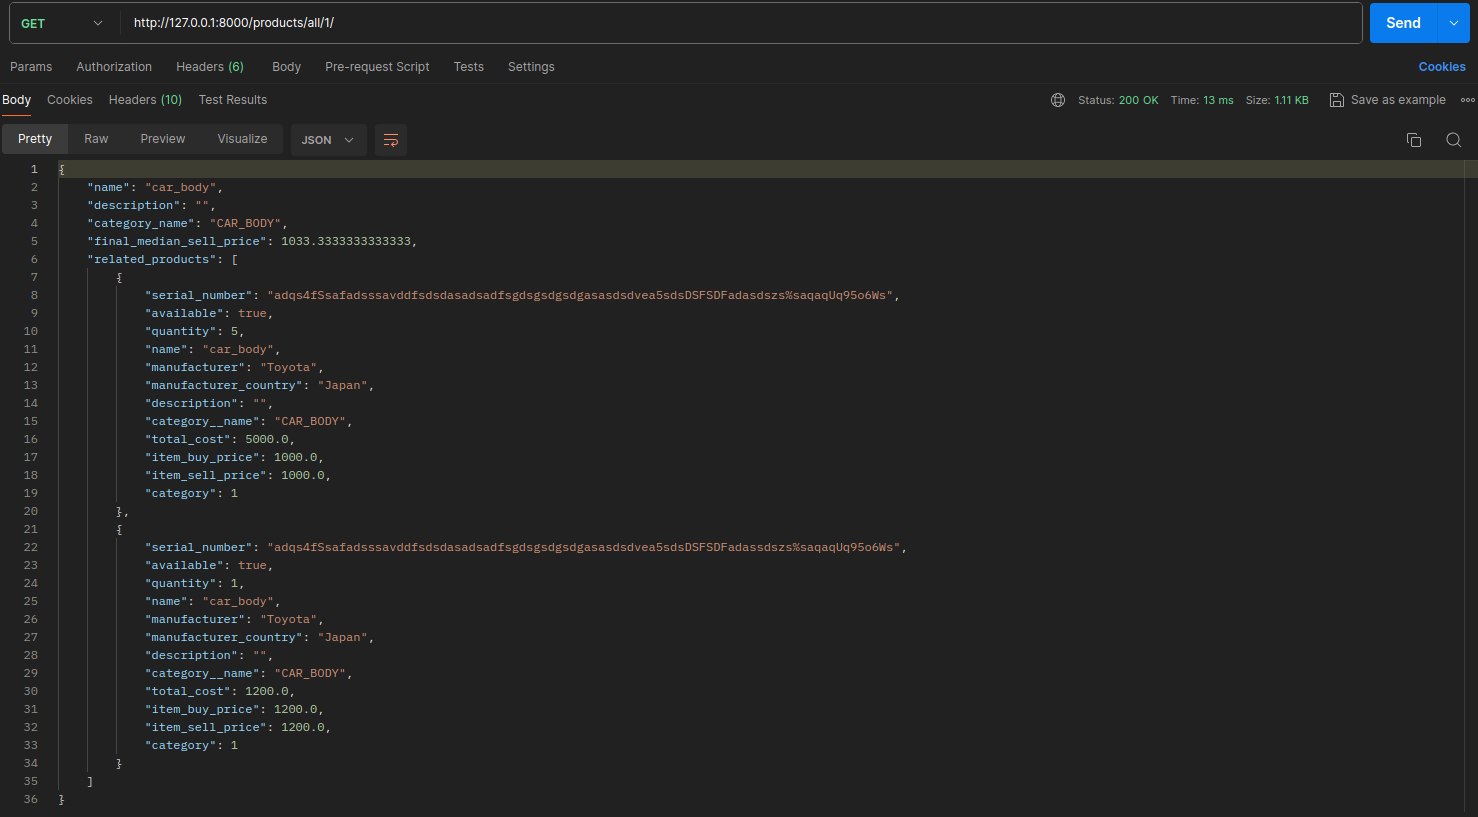 GET http://127.0.0.1:8000/products/all/1/ Send
Params Authorization Headers (6) Body Pre-request Script Tests Settings Cookies
Body Cookies Headers (10) Test Results Status: 200 OK Time: 13 ms Size: 1.11 KB Save as example
Pretty Raw Preview Visualize JSON
1 {
2 "name": "car_body",
3 "description": "",
4 "category_name": "CAR_BODY",
5 "final_median_sell_price": 1033.3333333333333,
6 "related_products": [
7 {
8 "serial_number": "adqs4fSsafadsssavddfsdsdasadsadfsgdsgsdgsdgasasdsdvea5sdsDSFSDFadasdszs%saqaqUq95o6Ws",
9 "available": true,
10 "quantity": 5,
11 "name": "car_body",
12 "manufacturer": "Toyota",
13 "manufacturer_country": "Japan",
14 "description": "",
15 "category__name": "CAR_BODY",
16 "total_cost": 5000.0,
17 "item_buy_price": 1000.0,
18 "item_sell_price": 1000.0,
19 "category": 1
20 },
21 {
22 "serial_number": "adqs4fSsafadsssavddfsdsdasadsadfsgdsgsdgsdgasasdsdvea5sdsDSFSDFadassdszs%saqaqUq95o6Ws",
23 "available": true,
24 "quantity": 1,
25 "name": "car_body",
26 "manufacturer": "Toyota",
27 "manufacturer_country": "Japan",
28 "description": "",
29 "category__name": "CAR_BODY",
30 "total_cost": 1200.0,
31 "item_buy_price": 1200.0,
32 "item_sell_price": 1200.0,
33 "category": 1
34 }
35 ]
36 }